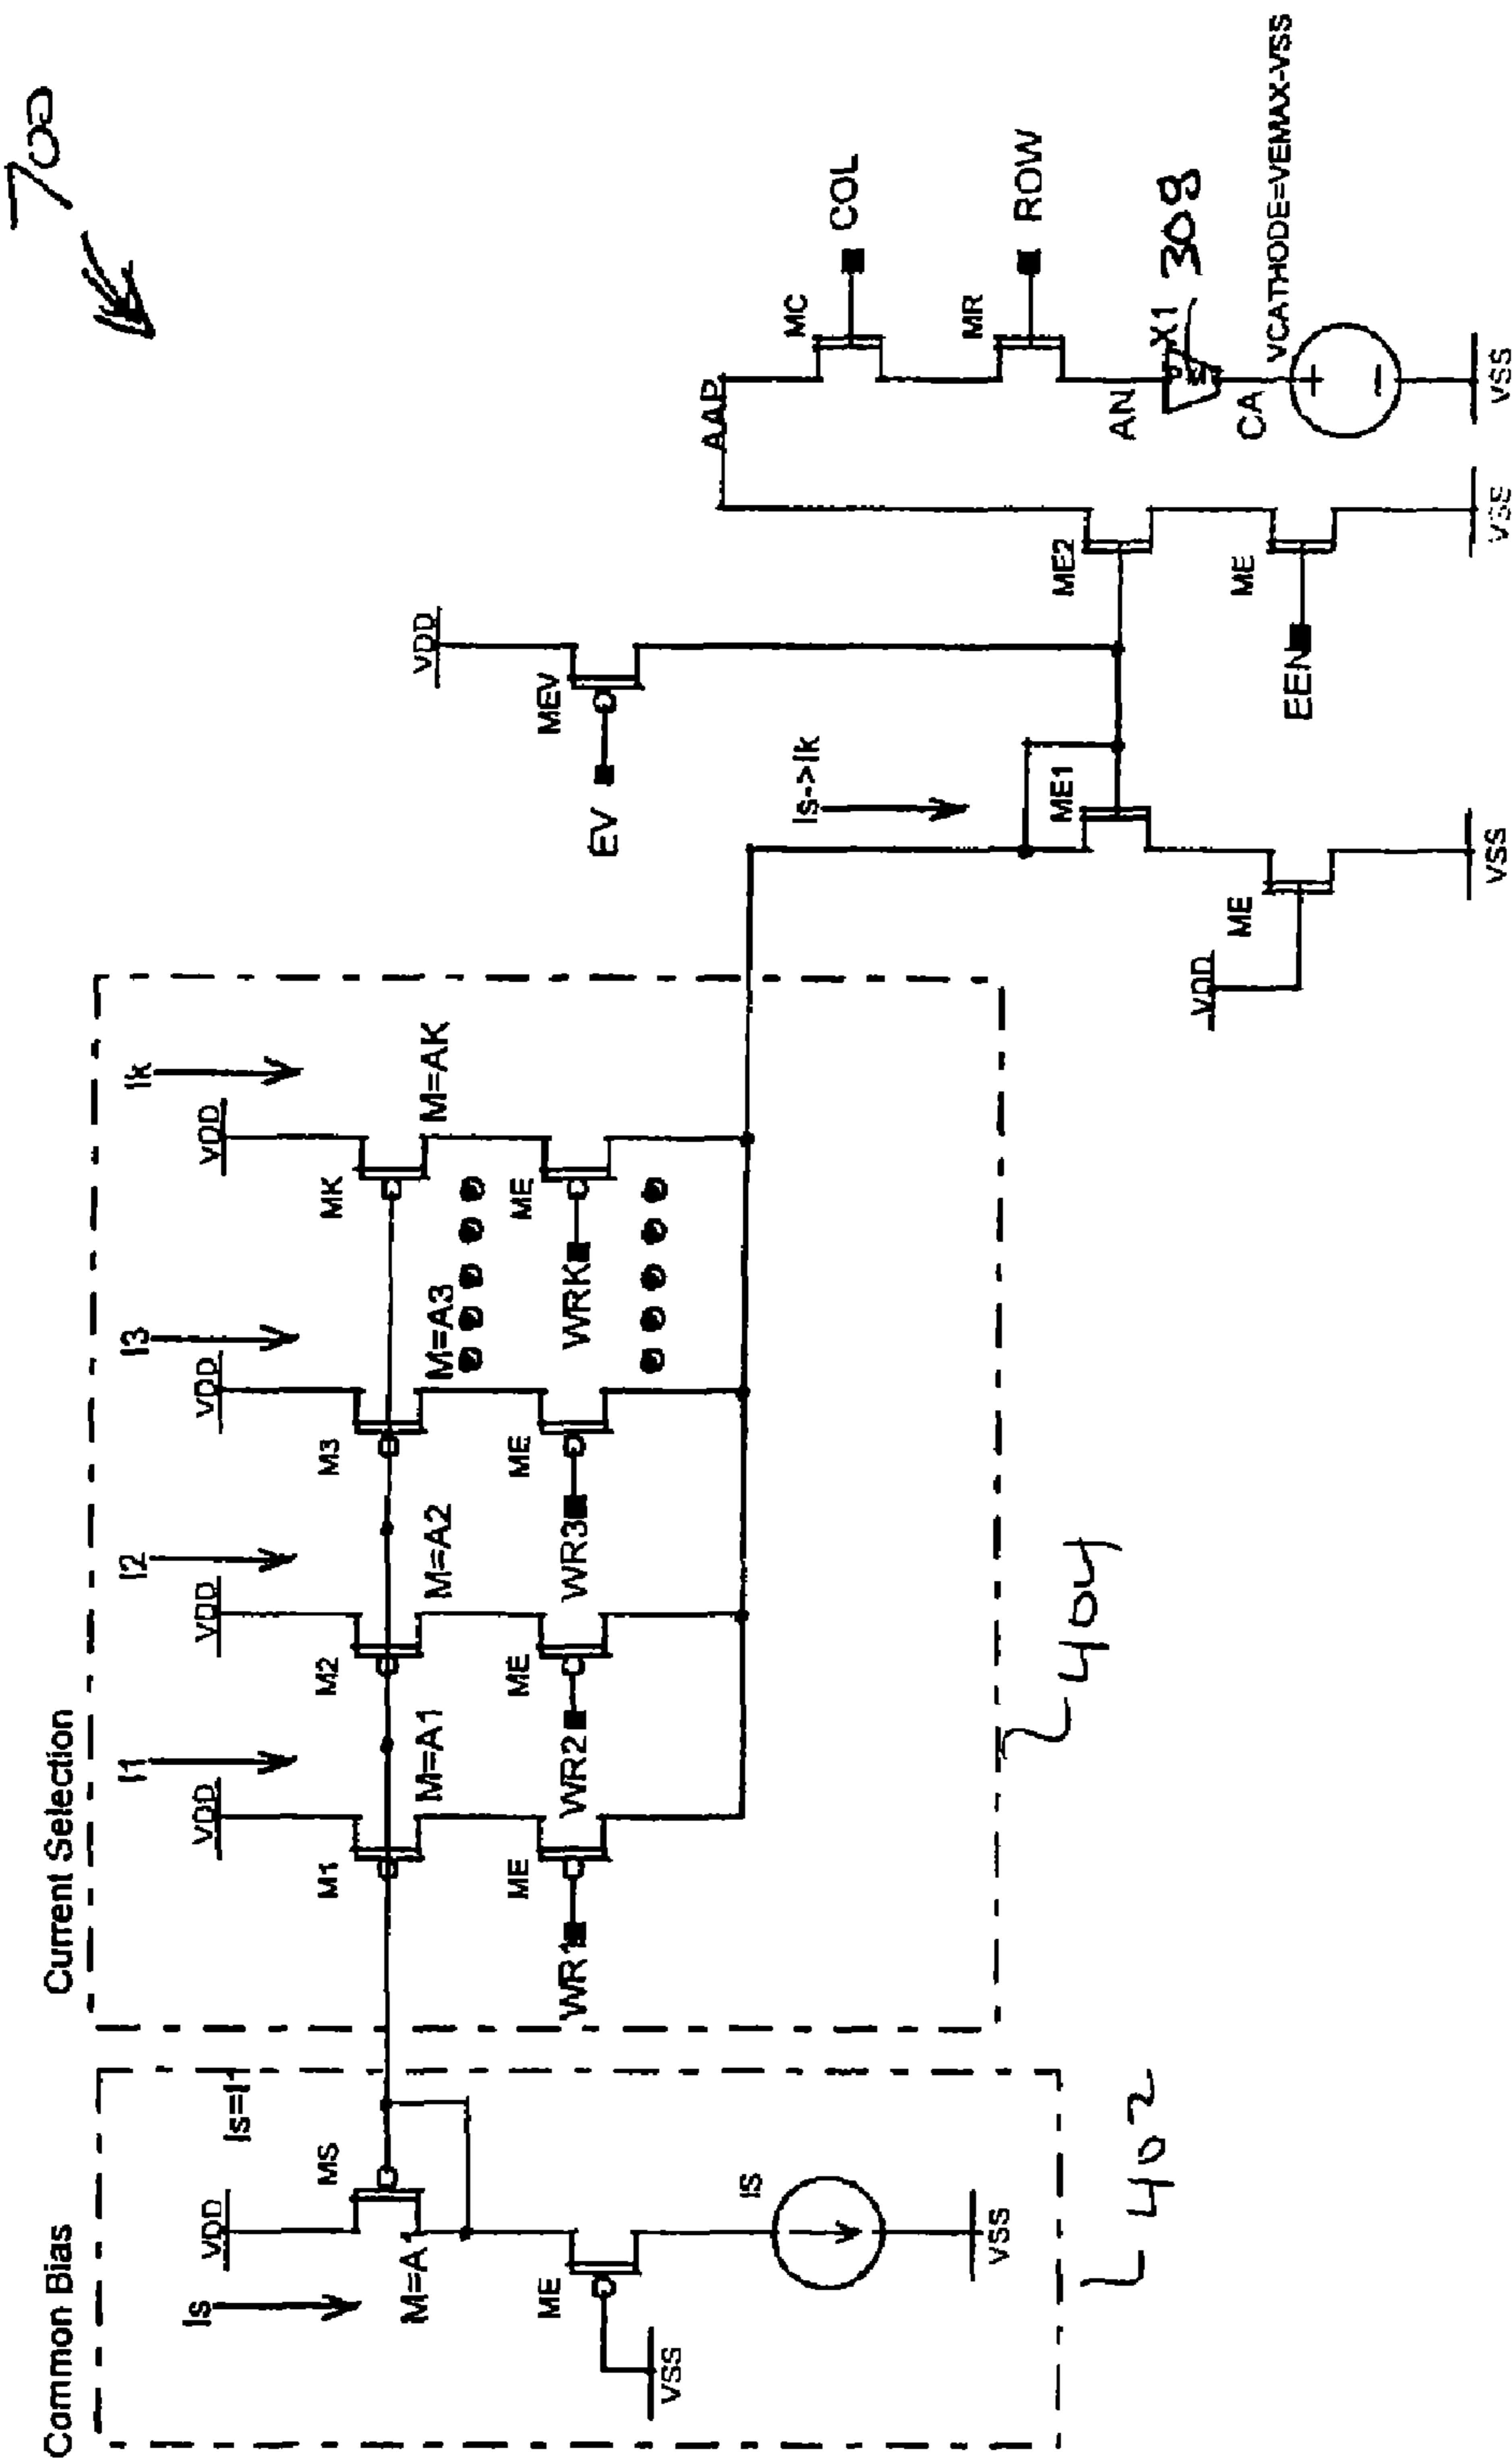 700
Common Bias
Current Selection
Is
I1
I2
I3
Ik
VDD
VDD
VDD
VDD
VDD
Is=I1
MS
M1
M2
M3
MK
M=A1
M=A1
M=A2
M=A3
M=AK
ME
ME
ME
ME
ME
VSS
WR1
WR2
WR3
WRK
IS
VSS
402
404
VDD
EV
MEV
Is->Ik
ME1
ME
VDD
VSS
ME2
ME
EEN
VSS
AAP
MC
COL
MR
ROW
AN
X1
308
CA
VCATHODE=VEMAX-VSS
VSS